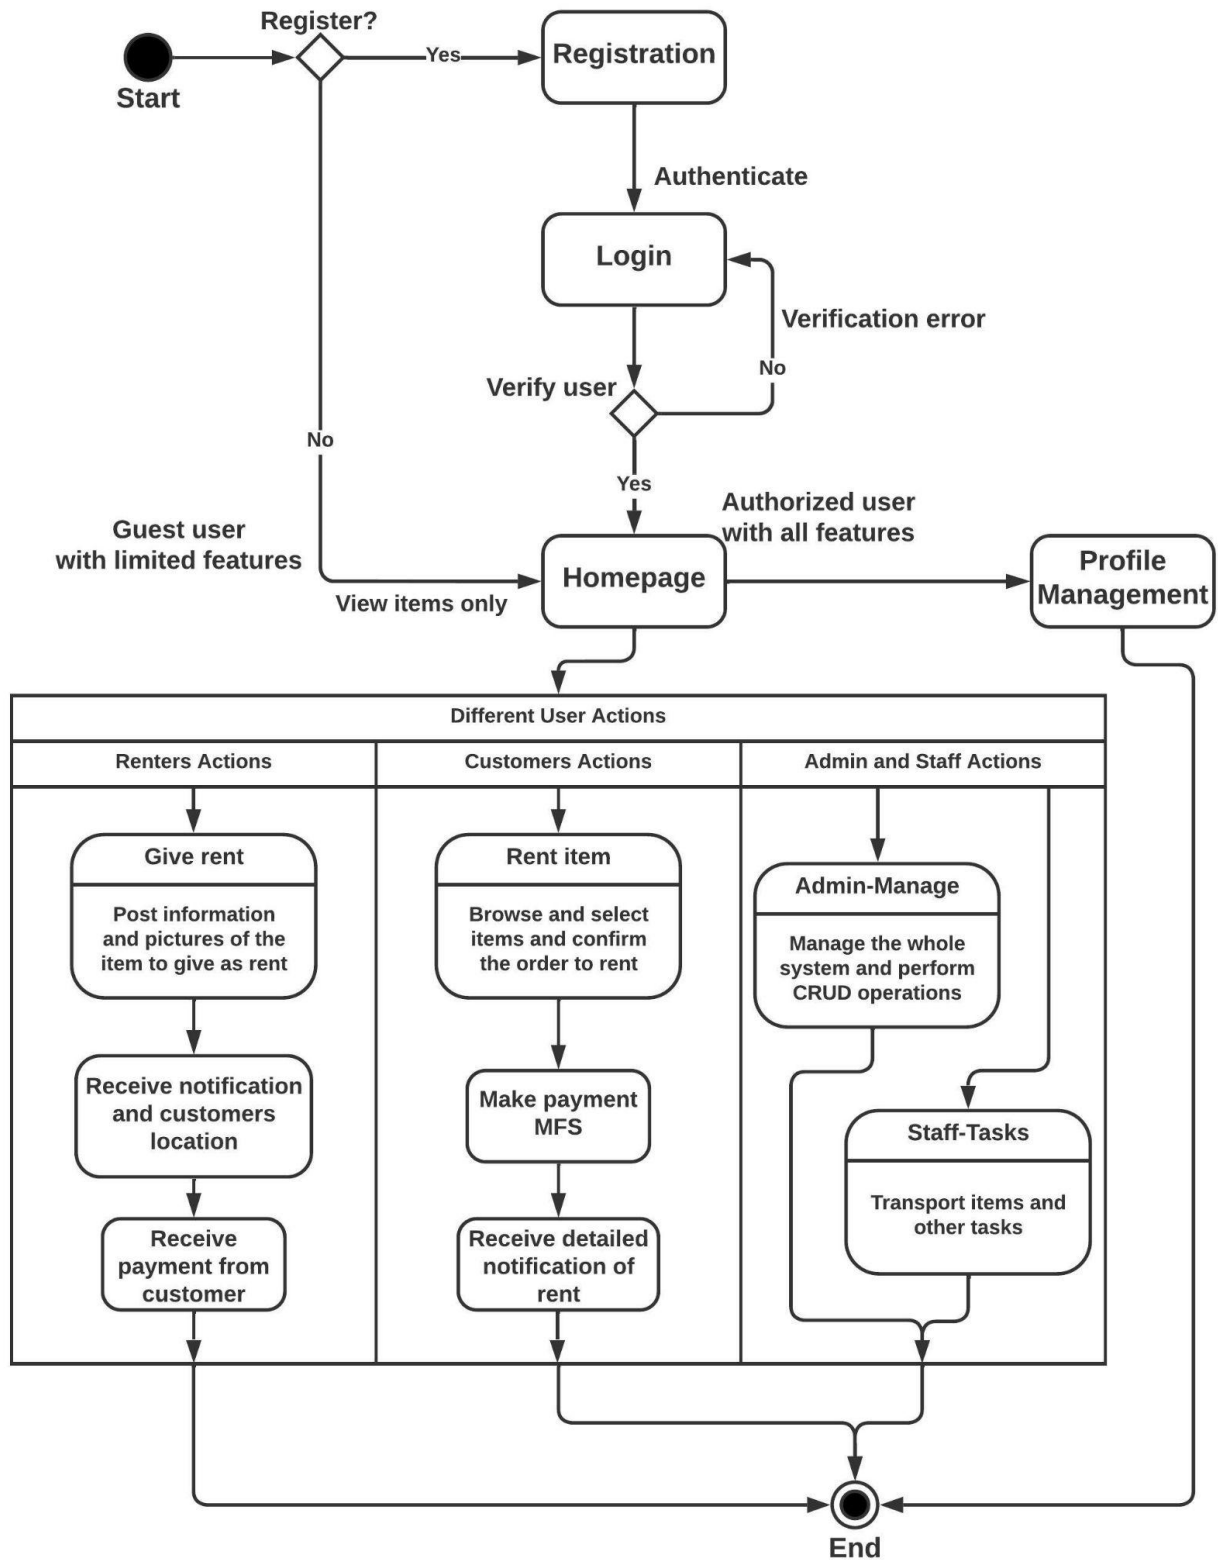 Register?
Yes
Registration
Start
Authenticate
Login
Verification error
No
Verify user
No
Yes
Authorized user
with all features
Guest user
with limited features
Homepage
Profile
Management
View items only
Different User Actions
Renters Actions
Customers Actions
Admin and Staff Actions
Give rent
Post information
and pictures of the
item to give as rent
Receive notification
and customers
location
Receive
payment from
customer
Rent item
Browse and select
items and confirm
the order to rent
Make payment
MFS
Receive detailed
notification of
rent
Admin-Manage
Manage the whole
system and perform
CRUD operations
Staff-Tasks
Transport items and
other tasks
End